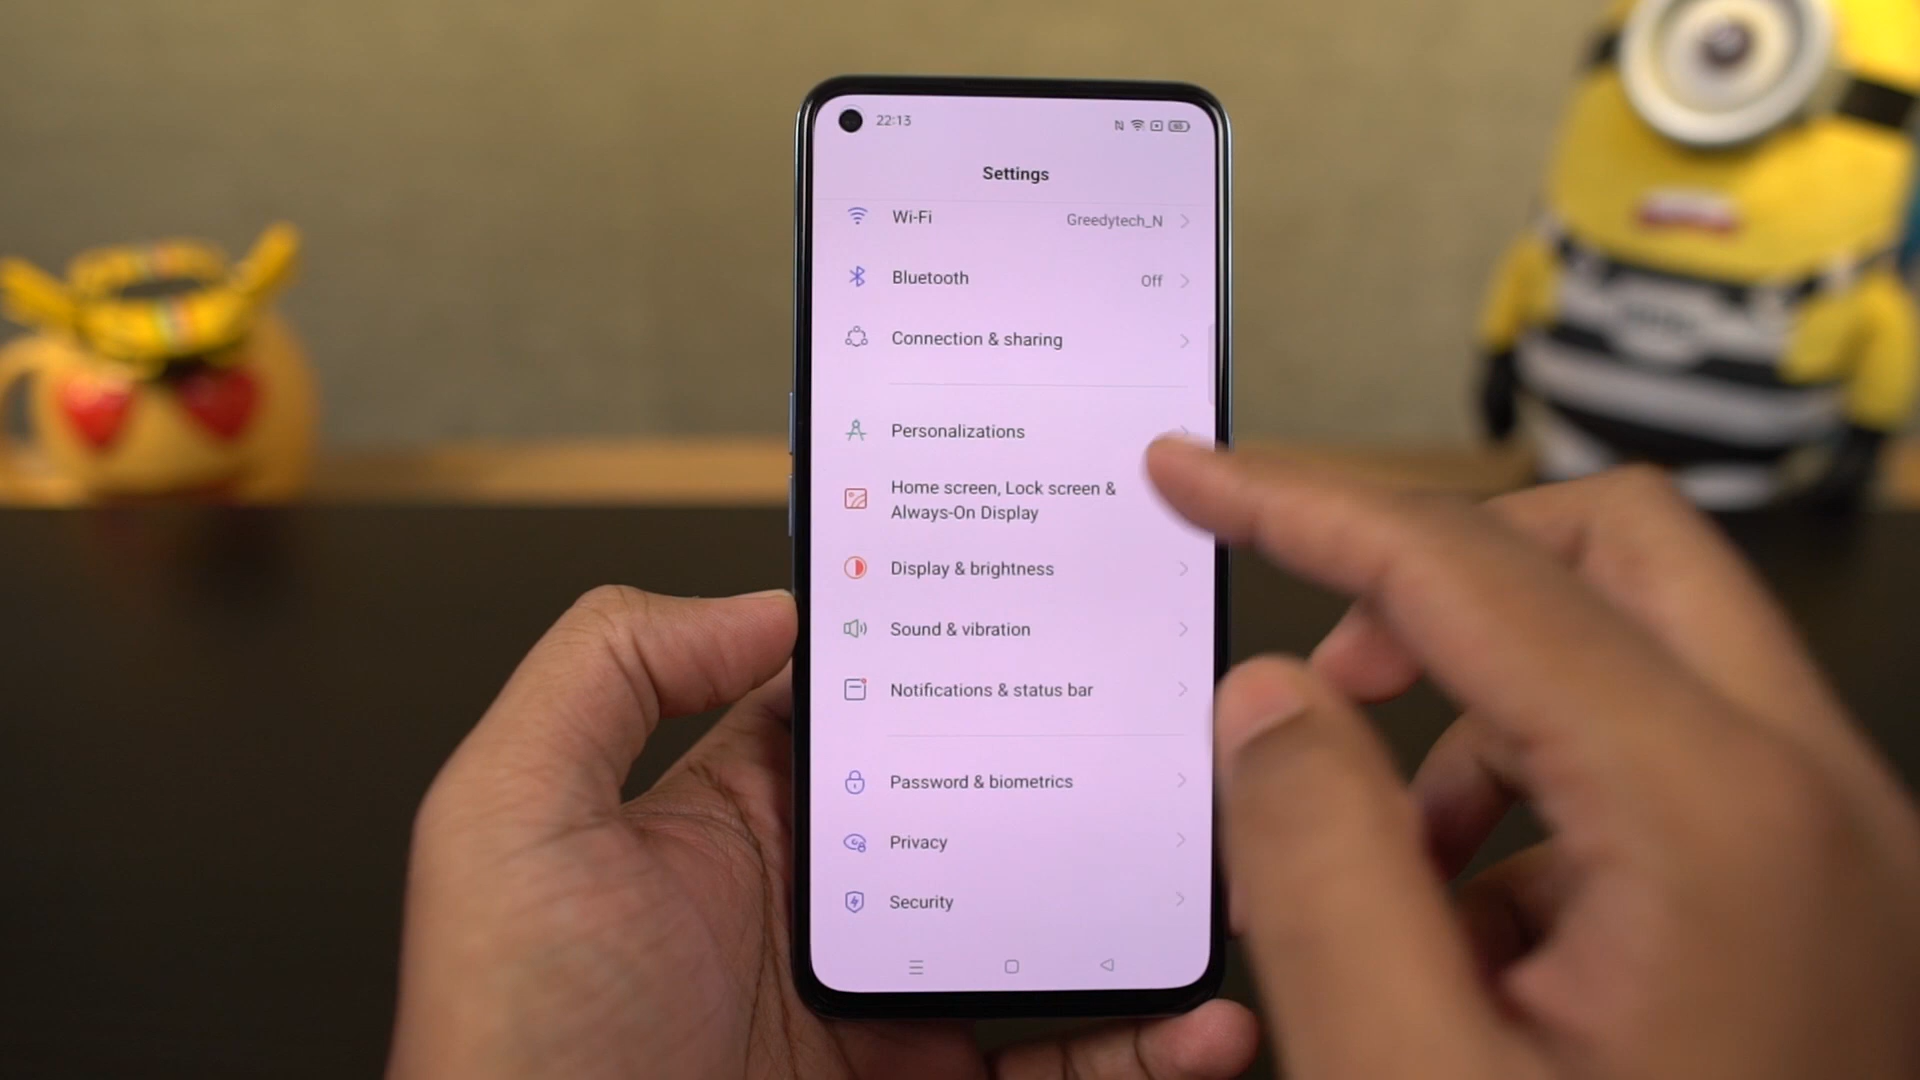 22:13
Settings
Wi-Fi Greedytech_N
Bluetooth Off
Connection & sharing
Personalizations
Home screen, Lock screen &
Always-On Display
Display & brightness
Sound & vibration
Notifications & status bar
Password & biometrics
Privacy
Security